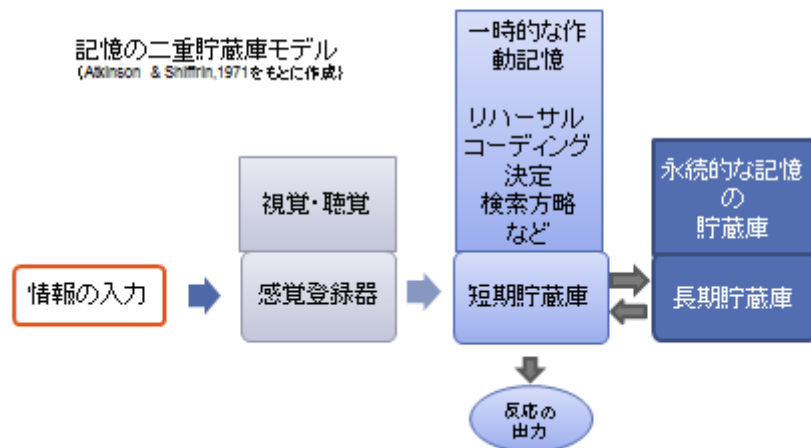 記憶の二重貯蔵庫モデル
(Atkinson & Shiffrin,1971をもとに作成)
一時的な作
動記憶
リハーサル
コーディング
決定
検索方略
など
視覚・聴覚
永続的な記憶
の
貯蔵庫
情報の入力
感覚登録器
短期貯蔵庫
長期貯蔵庫
反応の
出力